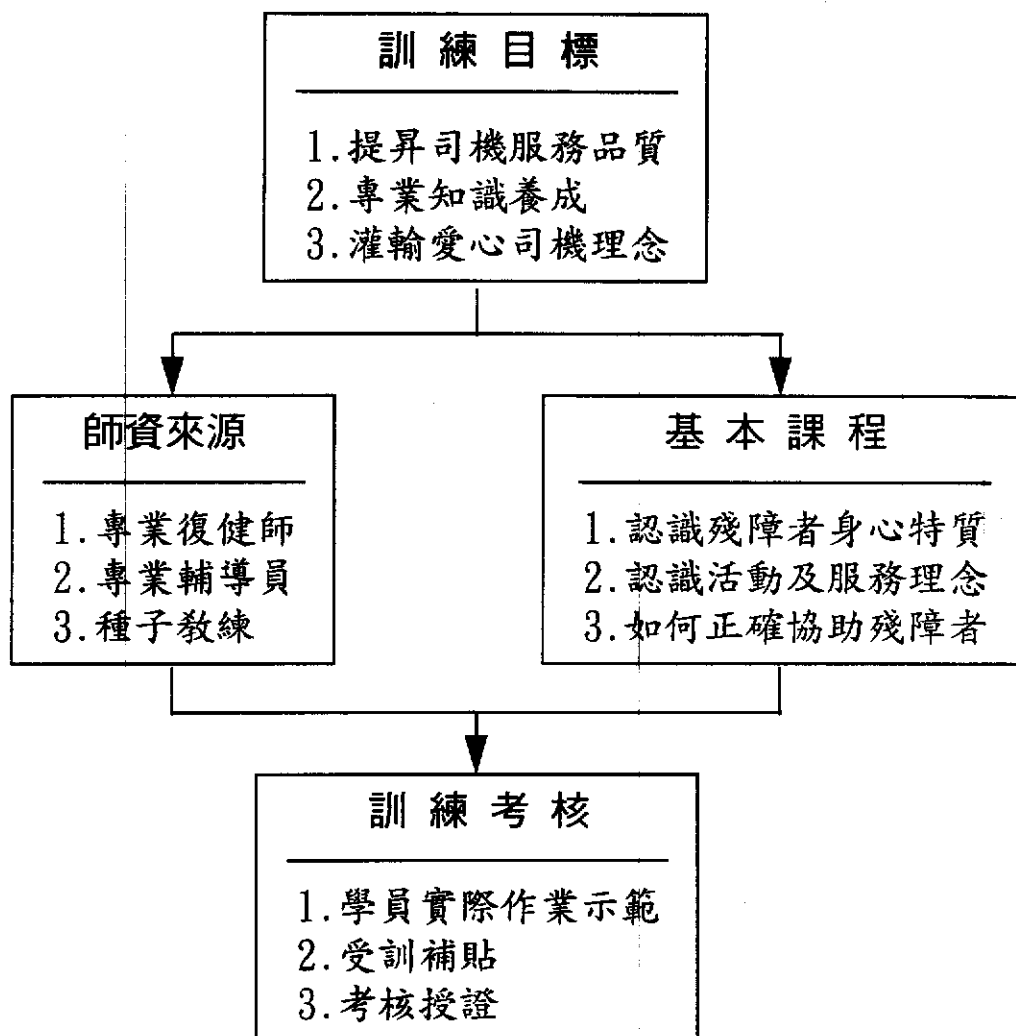 訓練目標
1.提昇司機服務品質
2.專業知識養成
3.灌輸愛心司機理念
師資來源
1.專業復健師
2.專業輔導員
3.種子教練
基本課程
1.認識殘障者身心特質
2.認識活動及服務理念
3.如何正確協助殘障者
訓練考核
1.學員實際作業示範
2.受訓補貼
3.考核授證